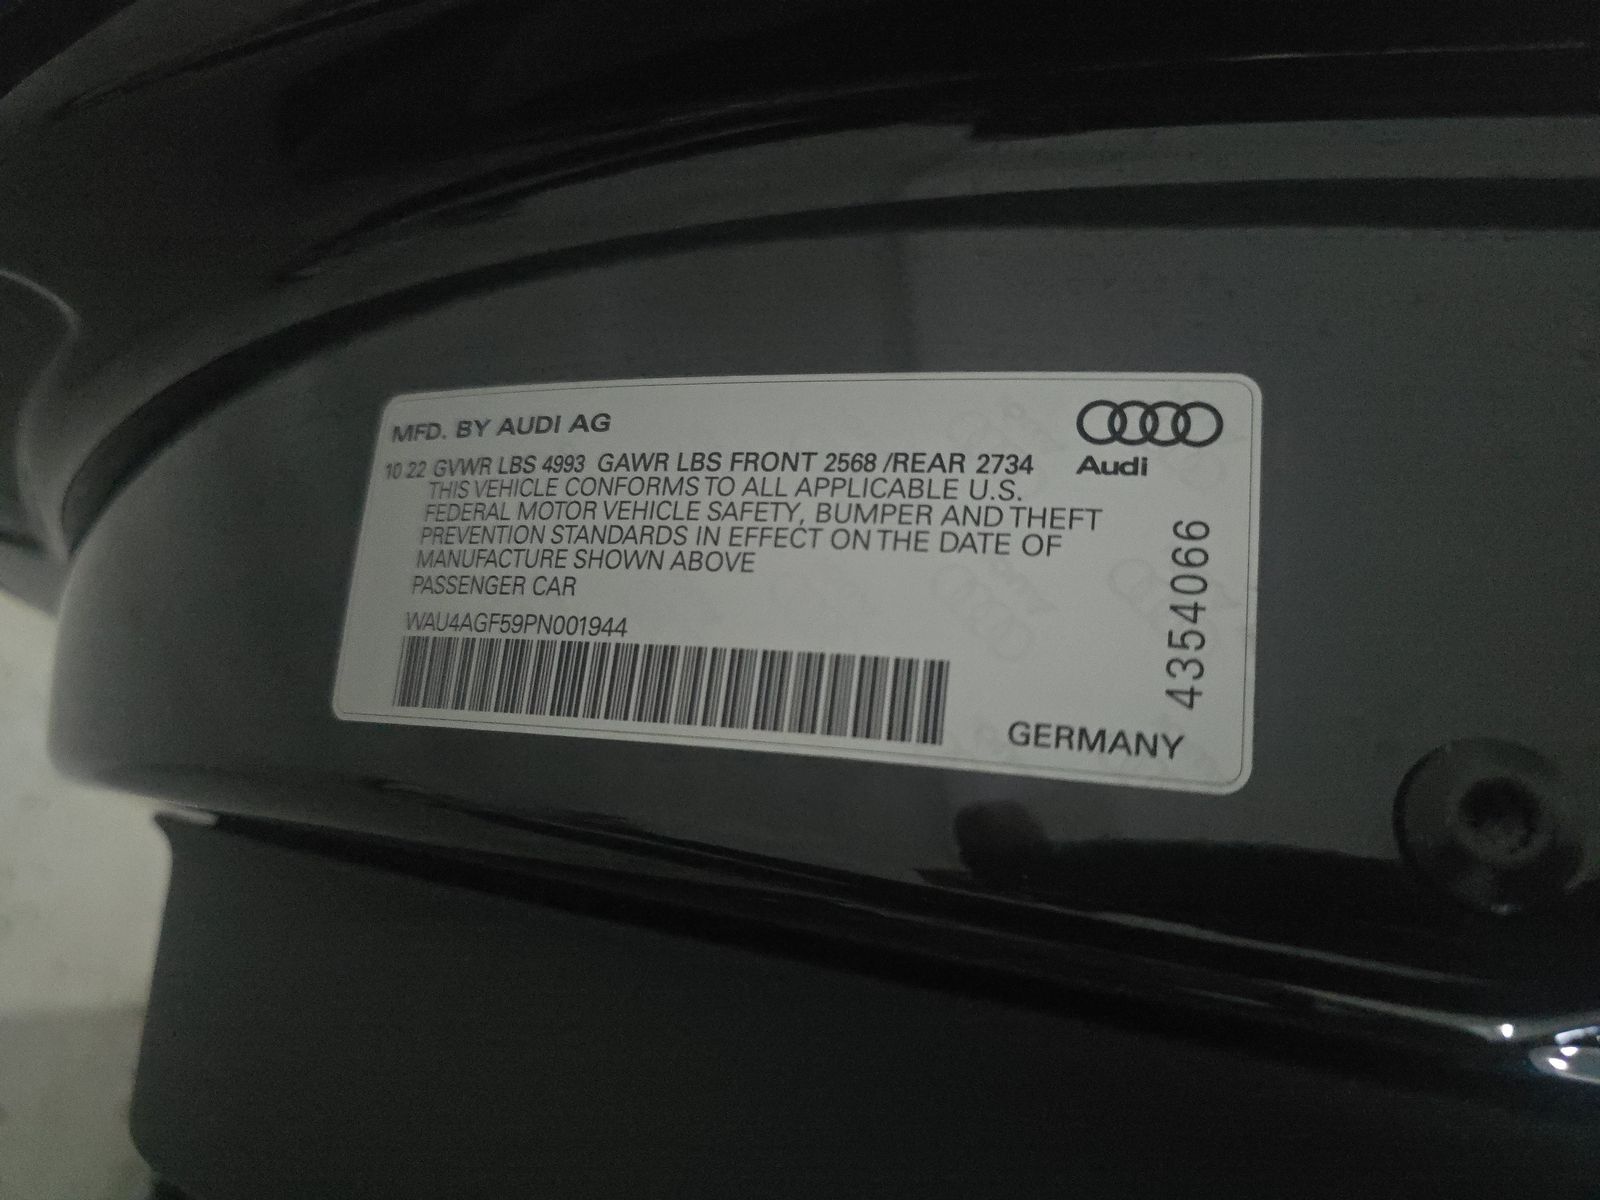 MFD. BY AUDI AG
Audi
10 22 GVWR LBS 4993 GAWR LBS FRONT 2568 /REAR 2734
THIS VEHICLE CONFORMS TO ALL APPLICABLE U.S.
FEDERAL MOTOR VEHICLE SAFETY, BUMPER AND THEFT
PREVENTION STANDARDS IN EFFECT ON THE DATE OF
MANUFACTURE SHOWN ABOVE
PASSENGER CAR
WAU4AGF59PN001944
4354066
GERMANY